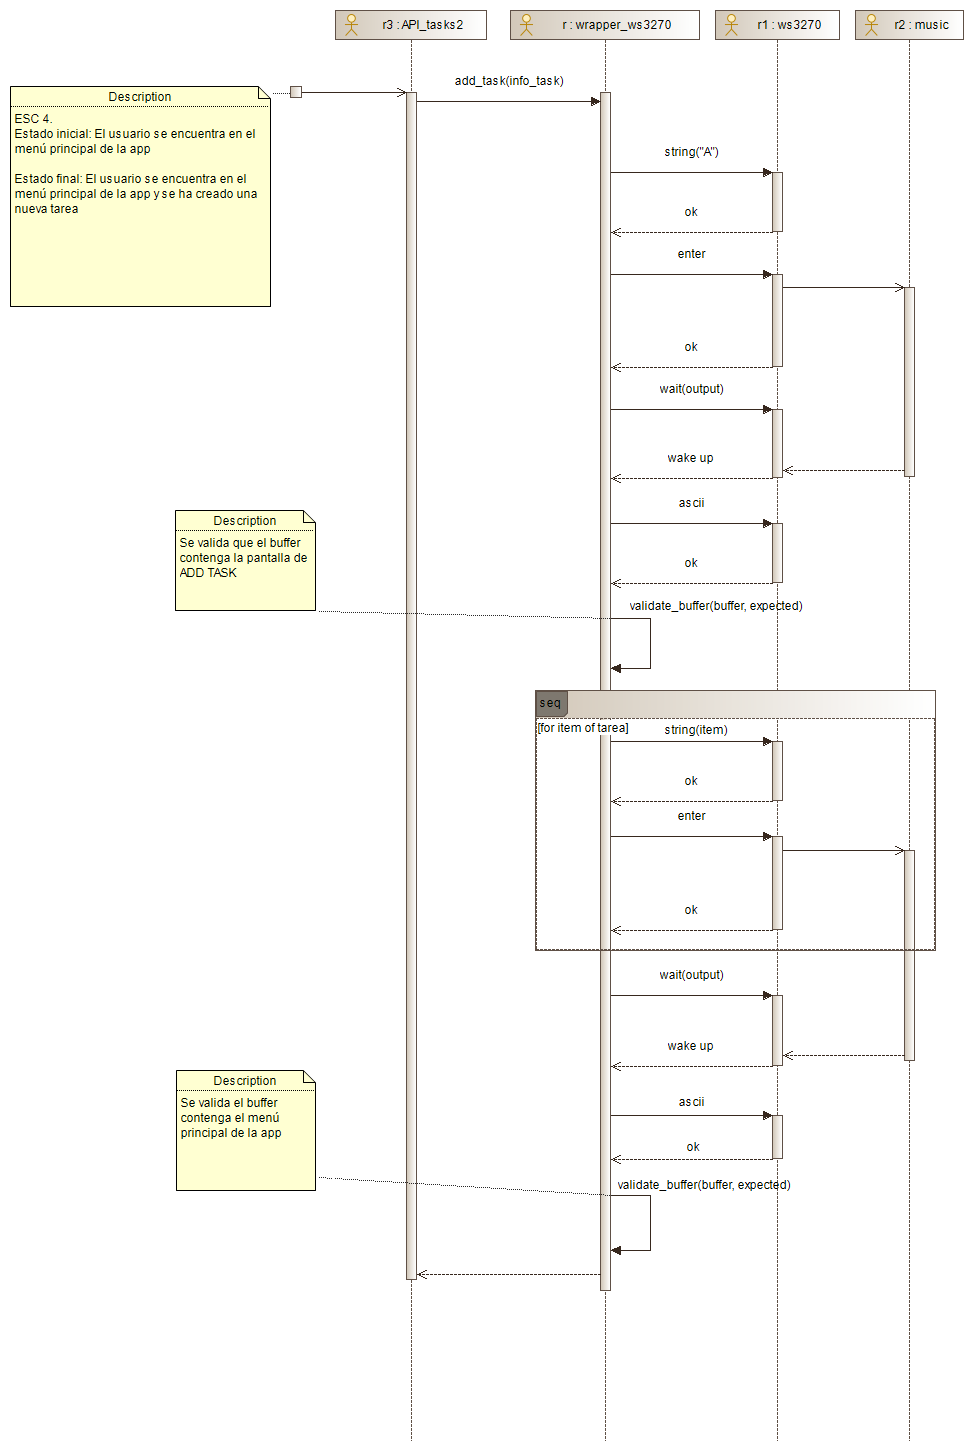 r3 : API_tasks2
r : wrapper_ws3270
r1 : ws3270
r2 : music
add_task(info_task)
Description
ESC 4.
Estado inicial: El usuario se encuentra en el
menú principal de la app
Estado final: El usuario se encuentra en el
menú principal de la app y se ha creado una
nueva tarea
string("A")
ok
enter
ok
wait(output)
wake up
ascii
Description
Se valida que el buffer
contenga la pantalla de
ADD TASK
ok
validate_buffer(buffer, expected)
seq
[for item of tarea]
string(item)
ok
enter
ok
wait(output)
wake up
Description
Se valida el buffer
contenga el menú
principal de la app
ascii
ok
validate_buffer(buffer, expected)